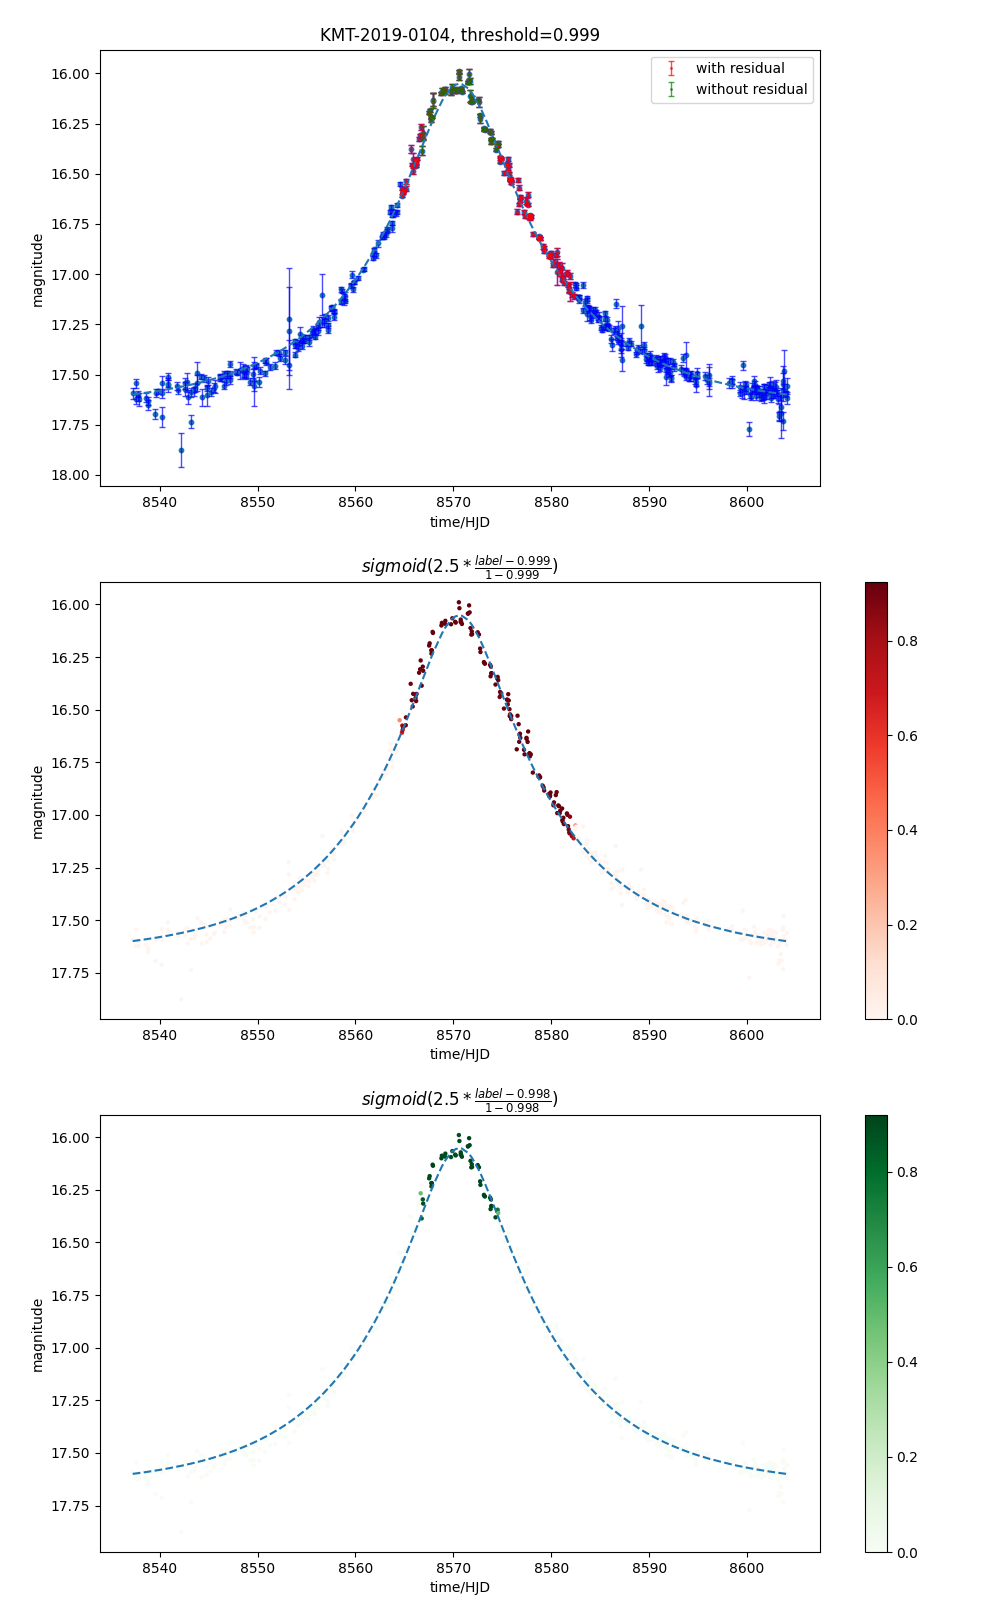 KMT-2019-0104, threshold=0.999
with residual
without residual
16.00
16.25
16.50
16.75
17.00
17.25
17.50
17.75
18.00
magnitude
8540 8550 8560 8570 8580 8590 8600
time/HJD
sigmoid(2.5 * \frac{label − 0.999}{1 − 0.999})
16.00
16.25
16.50
16.75
17.00
17.25
17.50
17.75
magnitude
8540 8550 8560 8570 8580 8590 8600
time/HJD
0.8
0.6
0.4
0.2
0.0
sigmoid(2.5 * \frac{label − 0.998}{1 − 0.998})
16.00
16.25
16.50
16.75
17.00
17.25
17.50
17.75
magnitude
8540 8550 8560 8570 8580 8590 8600
time/HJD
0.8
0.6
0.4
0.2
0.0